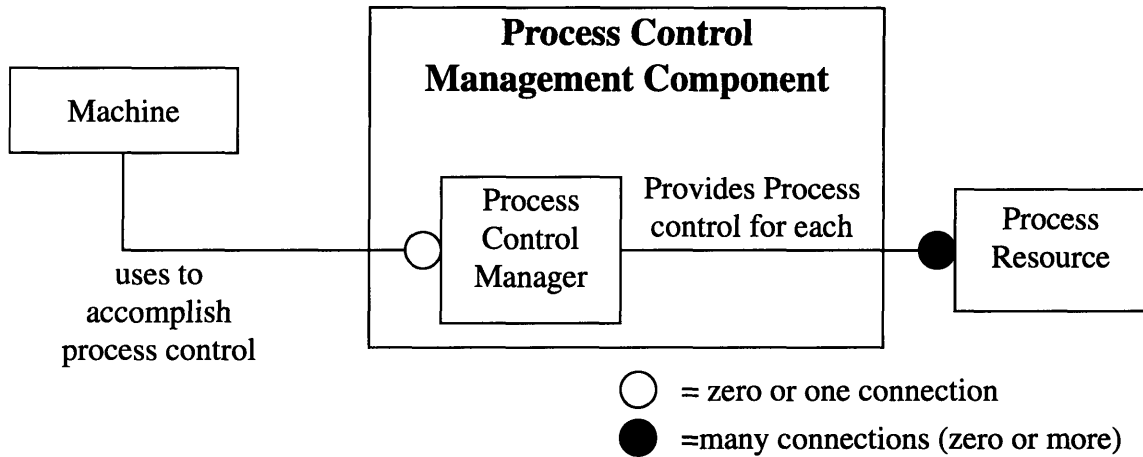 Process Control
Management Component
Machine
Process
Control
Manager
Provides Process
control for each
Process
Resource
uses to
accomplish
process control
= zero or one connection
=many connections (zero or more)